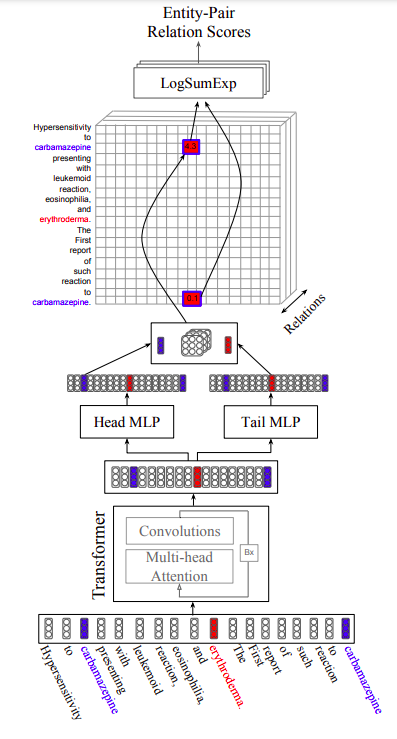 Entity-Pair
Relation Scores
LogSumExp
Hypersensitivity
to
carbamazepine
presenting
with
leukemoid
reaction,
eosinophilia,
and
erythroderma.
The
First
report
of
such
reaction
to
carbamazepine.
4.3
0.1
Relations
Head MLP
Tail MLP
Transformer
Convolutions
Multi-head
Attention
Bx
Hypersensitivity
to
carbamazepine
presenting
with
leukemoid
reaction,
eosinophilia,
and
erythroderma.
The
First
report
of
such
reaction
to
carbamazepine